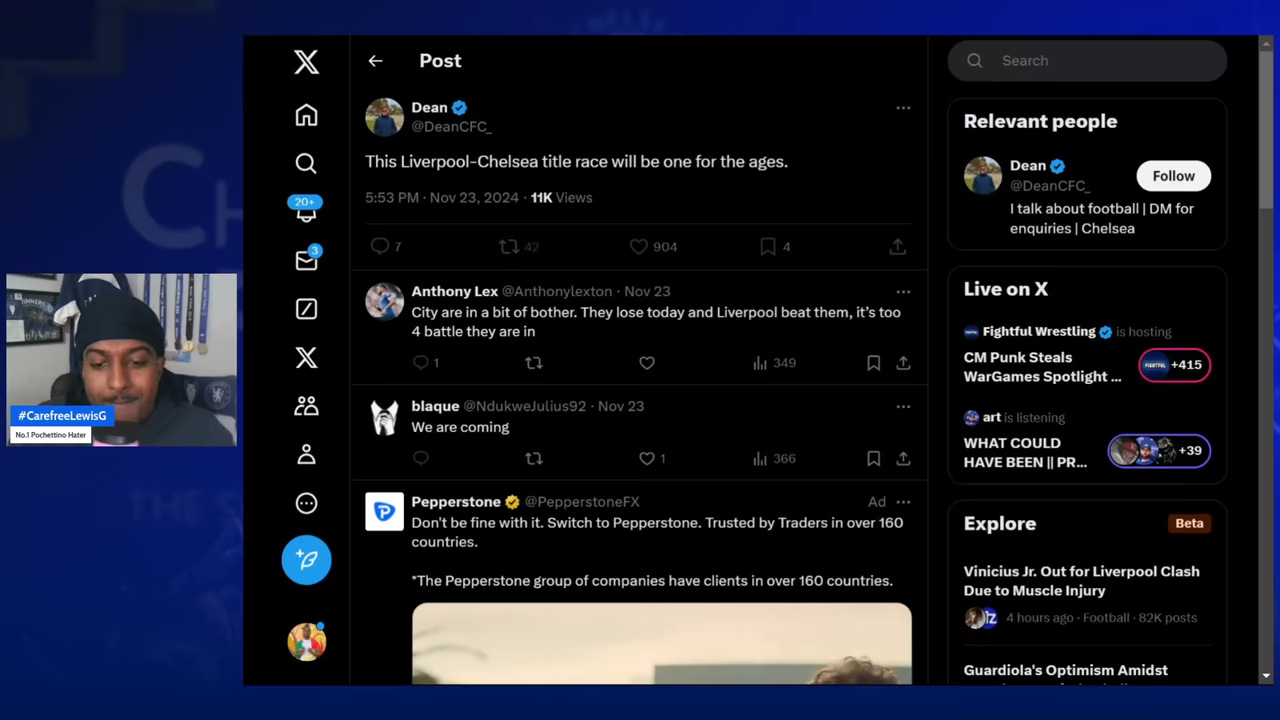 Post
Search
Dean
@DeanCFC_
This Liverpool-Chelsea title race will be one for the ages.
5:53 PM · Nov 23, 2024 · 11K Views
7
42
904
4
20+
3
Anthony Lex @Anthonylexton · Nov 23
City are in a bit of bother. They lose today and Liverpool beat them, it's too
4 battle they are in
1
349
blaque @NdukweJulius92 · Nov 23
We are coming
1
366
Pepperstone @PepperstoneFX
Ad
Don't be fine with it. Switch to Pepperstone. Trusted by Traders in over 160
countries.
*The Pepperstone group of companies have clients in over 160 countries.
Relevant people
Dean
@DeanCFC_
Follow
I talk about football | DM for
enquiries | Chelsea
Live on X
Fightful Wrestling is hosting
CM Punk Steals
WarGames Spotlight ...
FIGHTFUL
+415
art is listening
WHAT COULD
HAVE BEEN || PR...
+39
Explore
Beta
Vinicius Jr. Out for Liverpool Clash
Due to Muscle Injury
4 hours ago · Football · 82K posts
Guardiola's Optimism Amidst
#CarefreeLewisG
No.1 Pochettino Hater